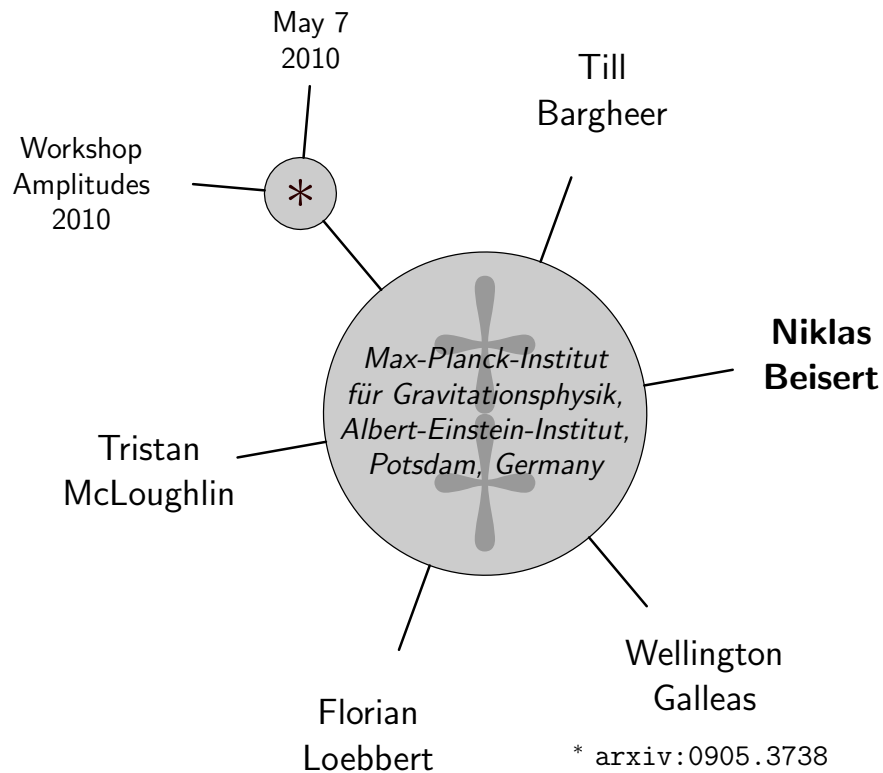 May 7
2010
Workshop
Amplitudes
2010
*
Till
Bargheer
Niklas
Beisert
‡
Max-Planck-Institut
für Gravitationsphysik,
Albert-Einstein-Institut,
Potsdam, Germany
Tristan
McLoughlin
Wellington
Galleas
Florian
Loebbert
* arxiv:0905.3738